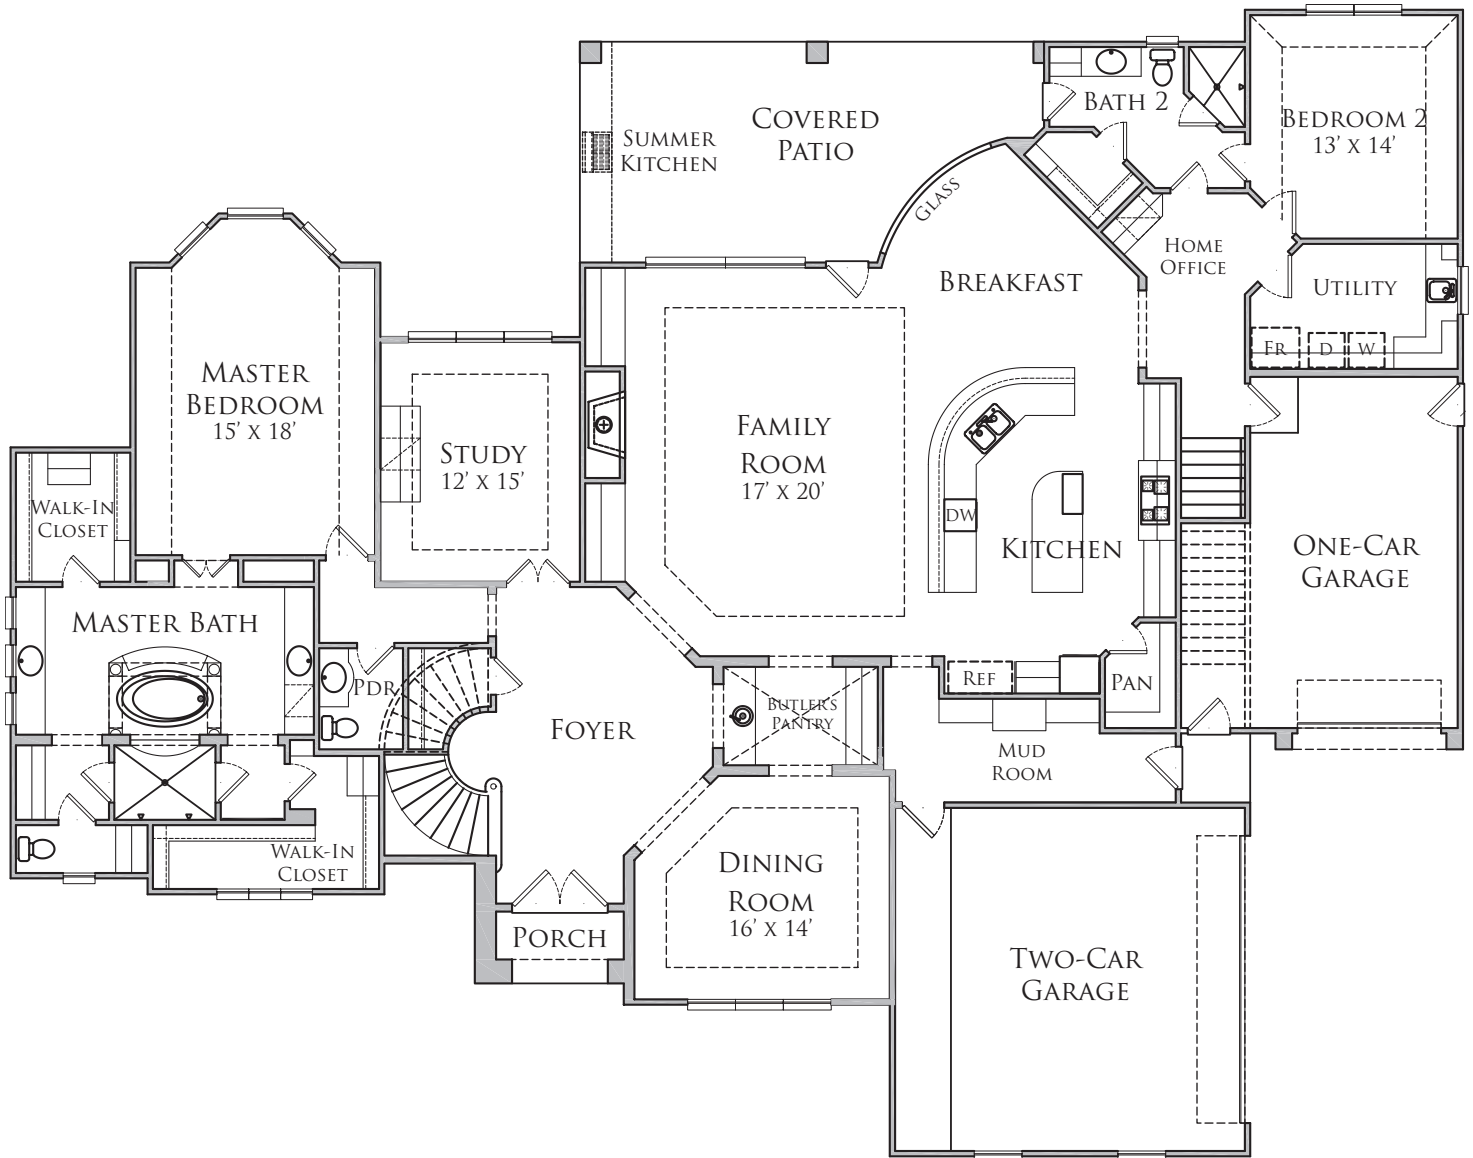 BATH 2
BEDROOM 2
13' X 14'
SUMMER
KITCHEN
COVERED
PATIO
GLASS
HOME
OFFICE
UTILITY
FR
D
W
BREAKFAST
MASTER
BEDROOM
15' X 18'
STUDY
12' X 15'
FAMILY
ROOM
17' X 20'
DW
KITCHEN
ONE-CAR
GARAGE
WALK-IN
CLOSET
MASTER BATH
PDR
FOYER
BUTLER'S
PANTRY
REF
PAN
MUD
ROOM
WALK-IN
CLOSET
DINING
ROOM
16' X 14'
PORCH
TWO-CAR
GARAGE